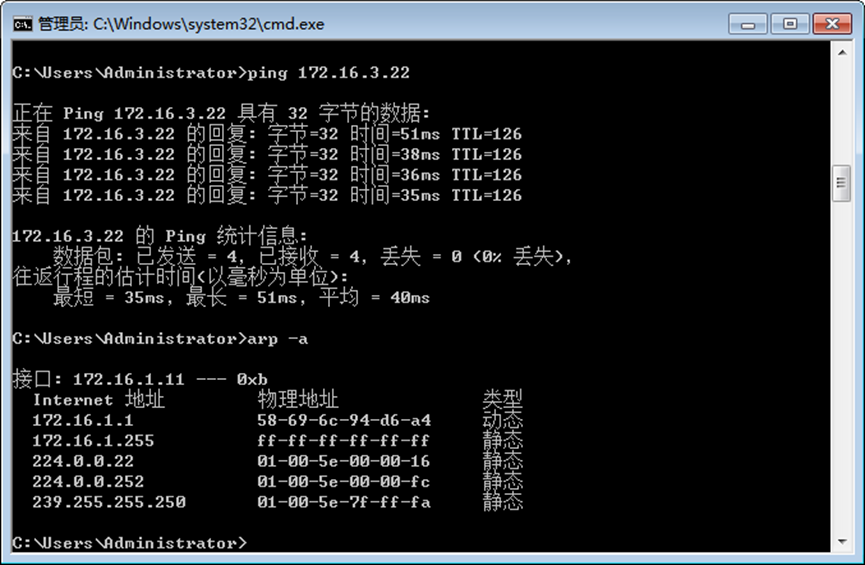 管理员: C:\Windows\system32\cmd.exe
C:\Users\Administrator>ping 172.16.3.22
正在 Ping 172.16.3.22 具有 32 字节的数据:
来自 172.16.3.22 的回复: 字节=32 时间=51ms TTL=126
来自 172.16.3.22 的回复: 字节=32 时间=38ms TTL=126
来自 172.16.3.22 的回复: 字节=32 时间=36ms TTL=126
来自 172.16.3.22 的回复: 字节=32 时间=35ms TTL=126
172.16.3.22 的 Ping 统计信息:
数据包: 已发送 = 4, 已接收 = 4, 丢失 = 0 (0% 丢失),
往返行程的估计时间(以毫秒为单位):
最短 = 35ms, 最长 = 51ms, 平均 = 40ms
C:\Users\Administrator>arp -a
接口: 172.16.1.11 --- 0xb
Internet 地址 物理地址 类型
172.16.1.1 58-69-6c-94-d6-a4 动态
172.16.1.255 ff-ff-ff-ff-ff-ff 静态
224.0.0.22 01-00-5e-00-00-16 静态
224.0.0.252 01-00-5e-00-00-fc 静态
239.255.255.250 01-00-5e-7f-ff-fa 静态
C:\Users\Administrator>